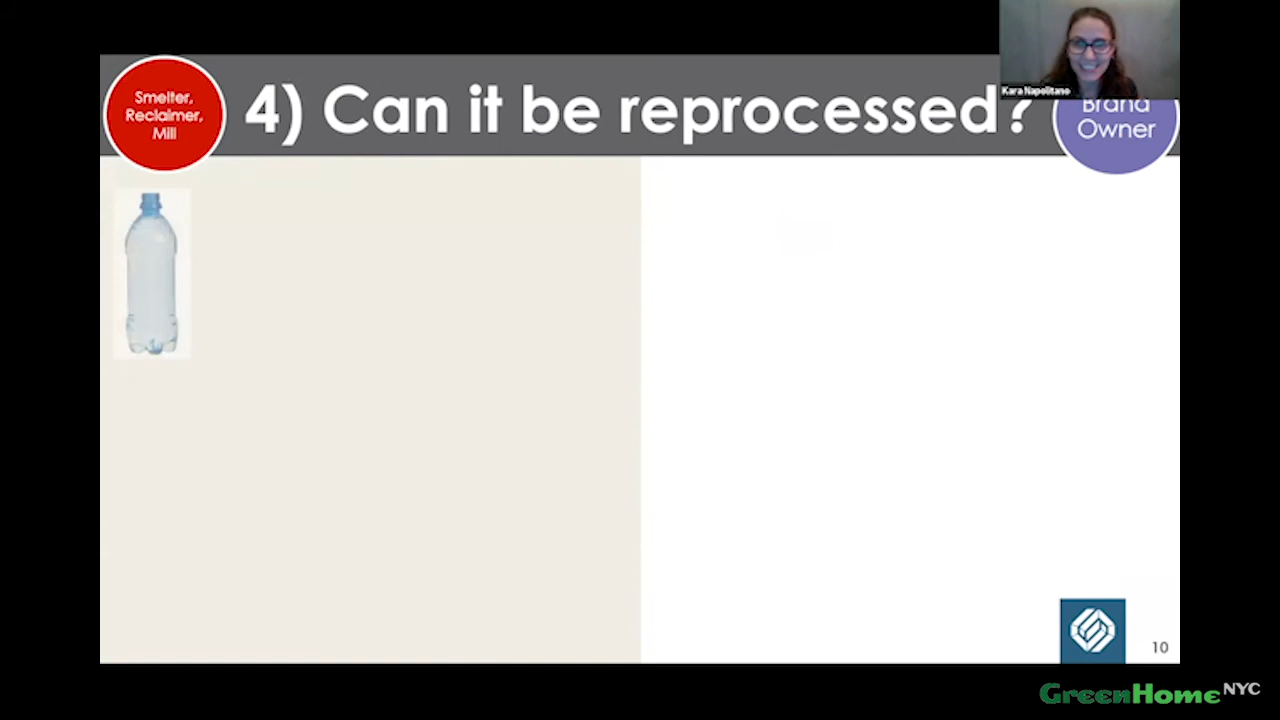 Smelter,
Reclaimer,
Mill
4) Can it be reprocessed?
Kara Napolitano
Brand
Owner
10
GreenHomeNYC